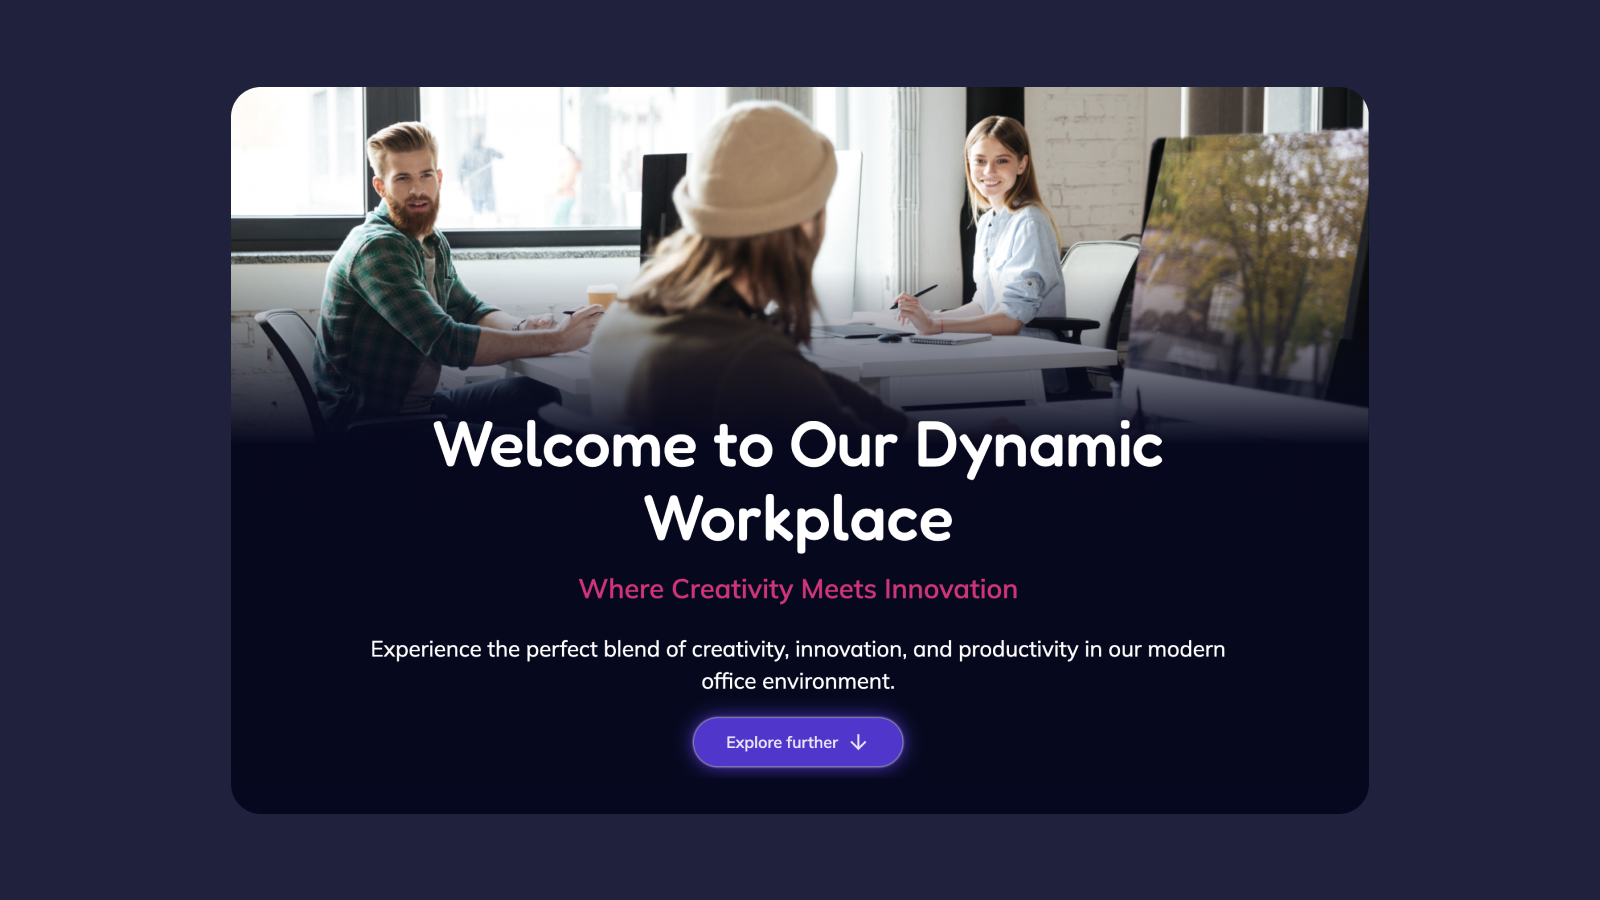 Welcome to Our Dynamic
Workplace
Where Creativity Meets Innovation
Experience the perfect blend of creativity, innovation, and productivity in our modern
office environment.
Explore further